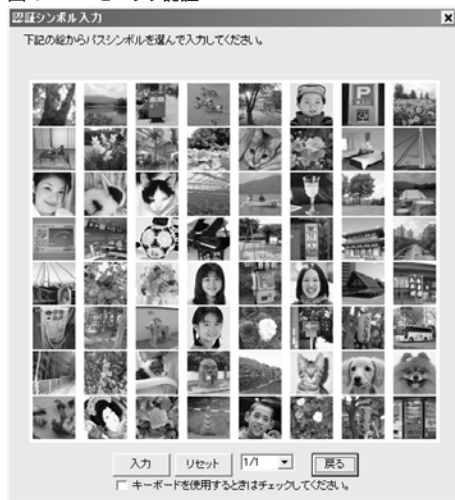 認証シンボル入力
下記の絵からパスシンボルを選んで入力してください。
P
入力 リセット 1/1 戻る
キーボードを使用するときはチェックしてください。